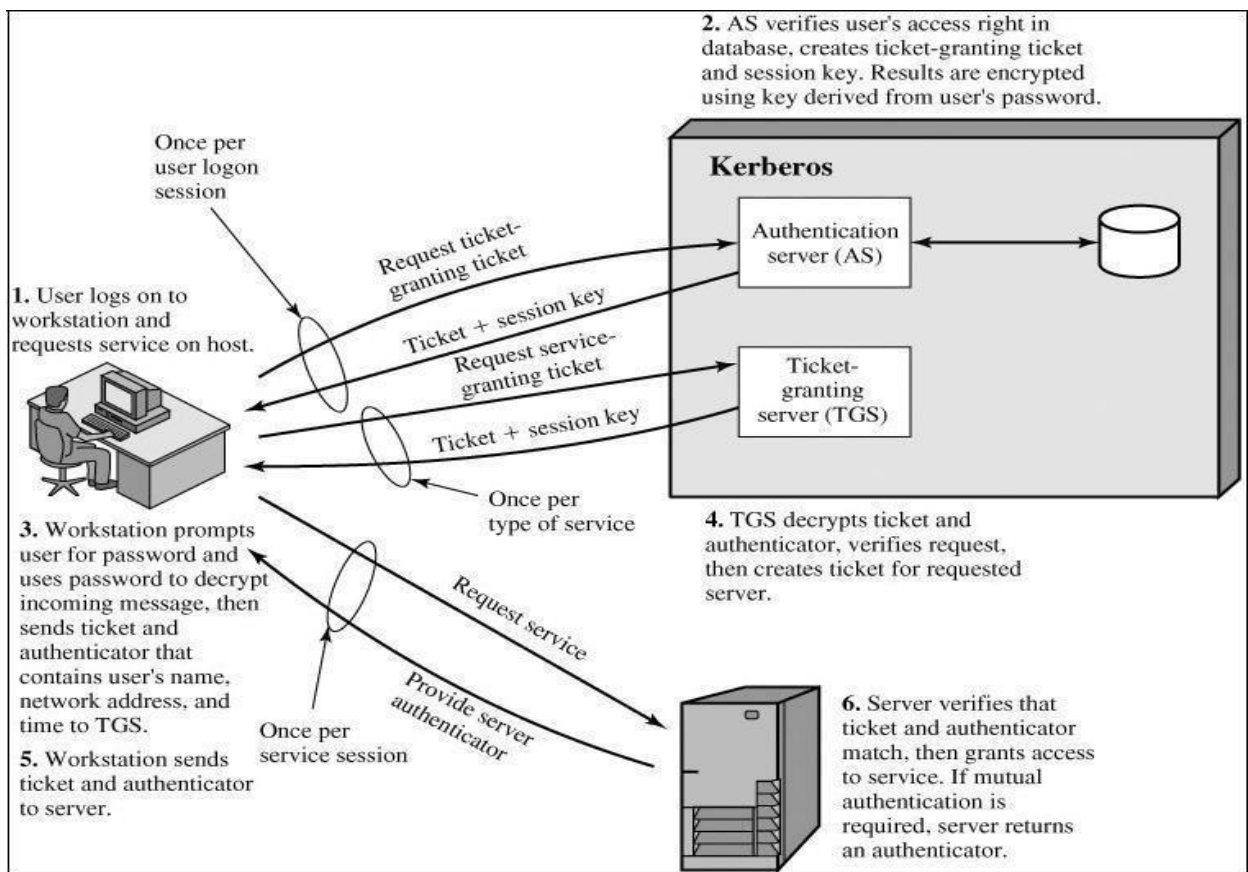 2. AS verifies user's access right in
database, creates ticket-granting ticket
and session key. Results are encrypted
using key derived from user's password.
Once per
user logon
session
Kerberos
Authentication
server (AS)
Request ticket-
granting ticket
1. User logs on to
workstation and
requests service on host.
Ticket + session key
Request service-
granting ticket
Ticket-
granting
server (TGS)
Ticket + session key
Once per
type of service
3. Workstation prompts
user for password and
uses password to decrypt
incoming message, then
sends ticket and
authenticator that
contains user's name,
network address, and
time to TGS.
4. TGS decrypts ticket and
authenticator, verifies request,
then creates ticket for requested
server.
Request service
Provide server
authenticator
Once per
service session
5. Workstation sends
ticket and authenticator
to server.
6. Server verifies that
ticket and authenticator
match, then grants access
to service. If mutual
authentication is
required, server returns
an authenticator.